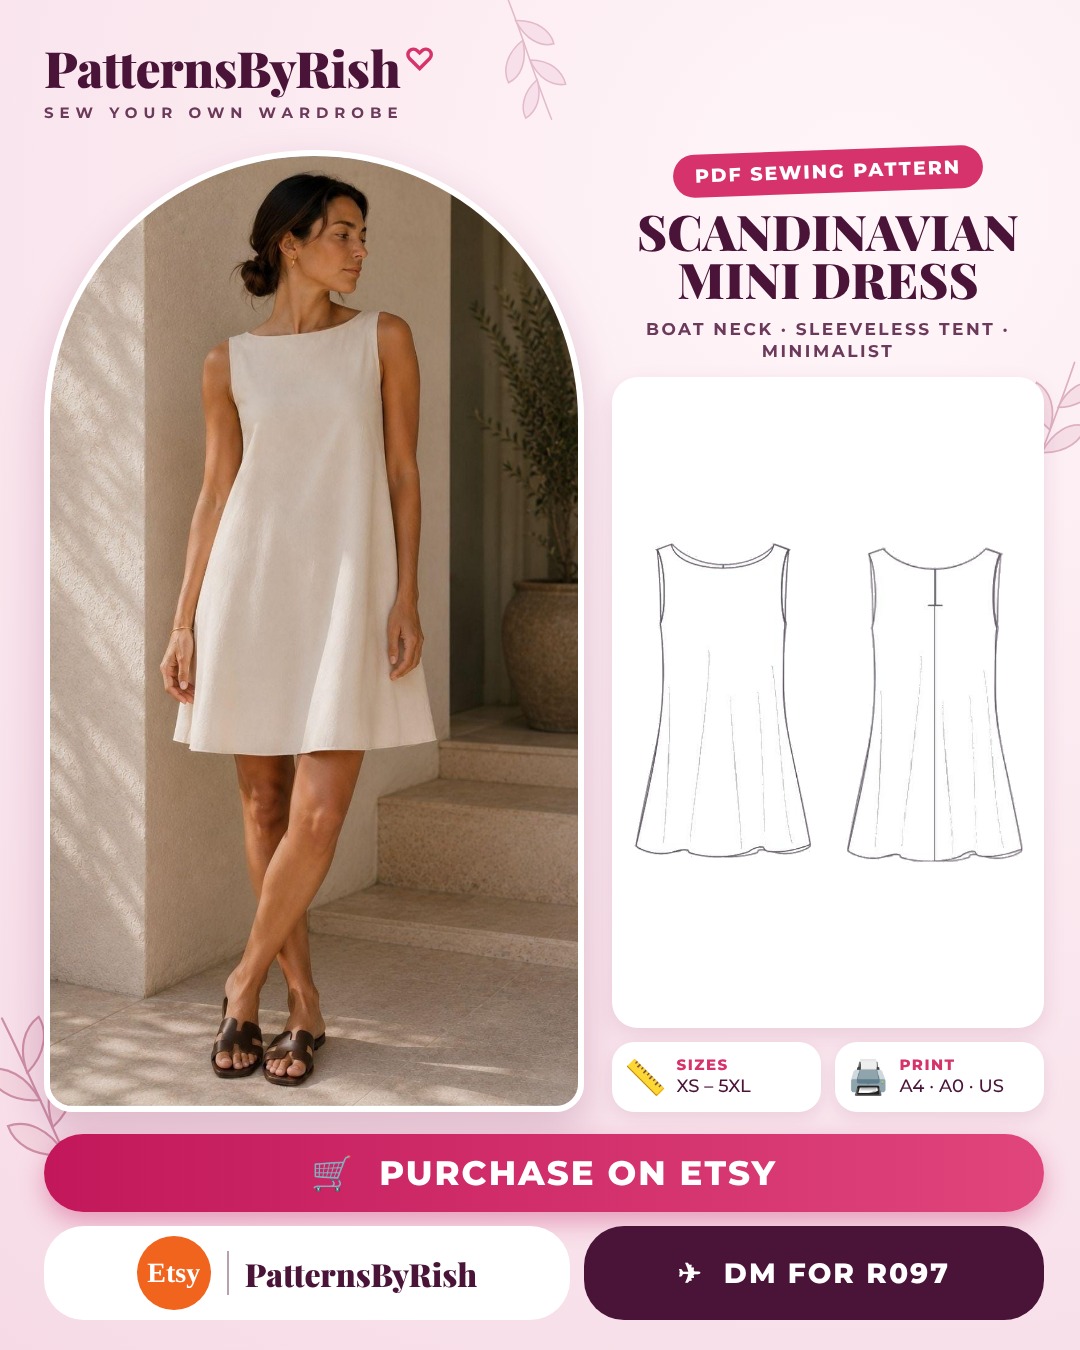 PatternsByRish
SEW YOUR OWN WARDROBE
PDF SEWING PATTERN
SCANDINAVIAN
MINI DRESS
BOAT NECK · SLEEVELESS TENT ·
MINIMALIST
SIZES
XS – 5XL
PRINT
A4 · A0 · US
PURCHASE ON ETSY
Etsy
PatternsByRish
DM FOR R097